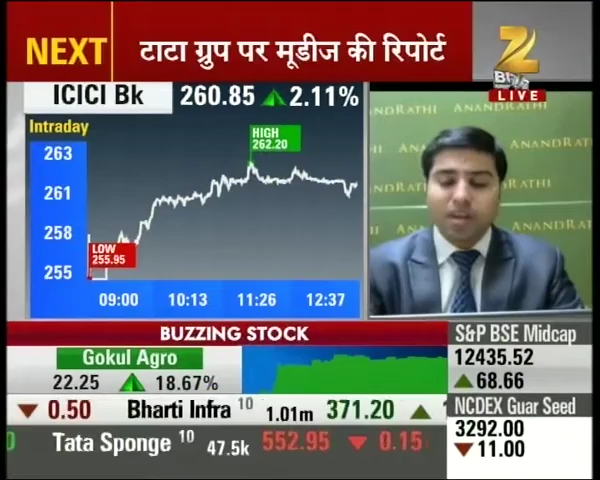 NEXT
टाटा ग्रुप पर मूडीज की रिपोर्ट
LIVE
ICICI Bk 260.85 2.11%
Intraday
263
261
258
255
HIGH
262.20
LOW
255.95
09:00 10:13 11:26 12:37
ANANDRATHI
ANANDRATHI
BUZZING STOCK
Gokul Agro
22.25 18.67%
S&P BSE Midcap
12435.52
68.66
NCDEX Guar Seed
3292.00
11.00
0.50 Bharti Infra 10 1.01m 371.20
Tata Sponge 10 47.5k 552.95 0.15